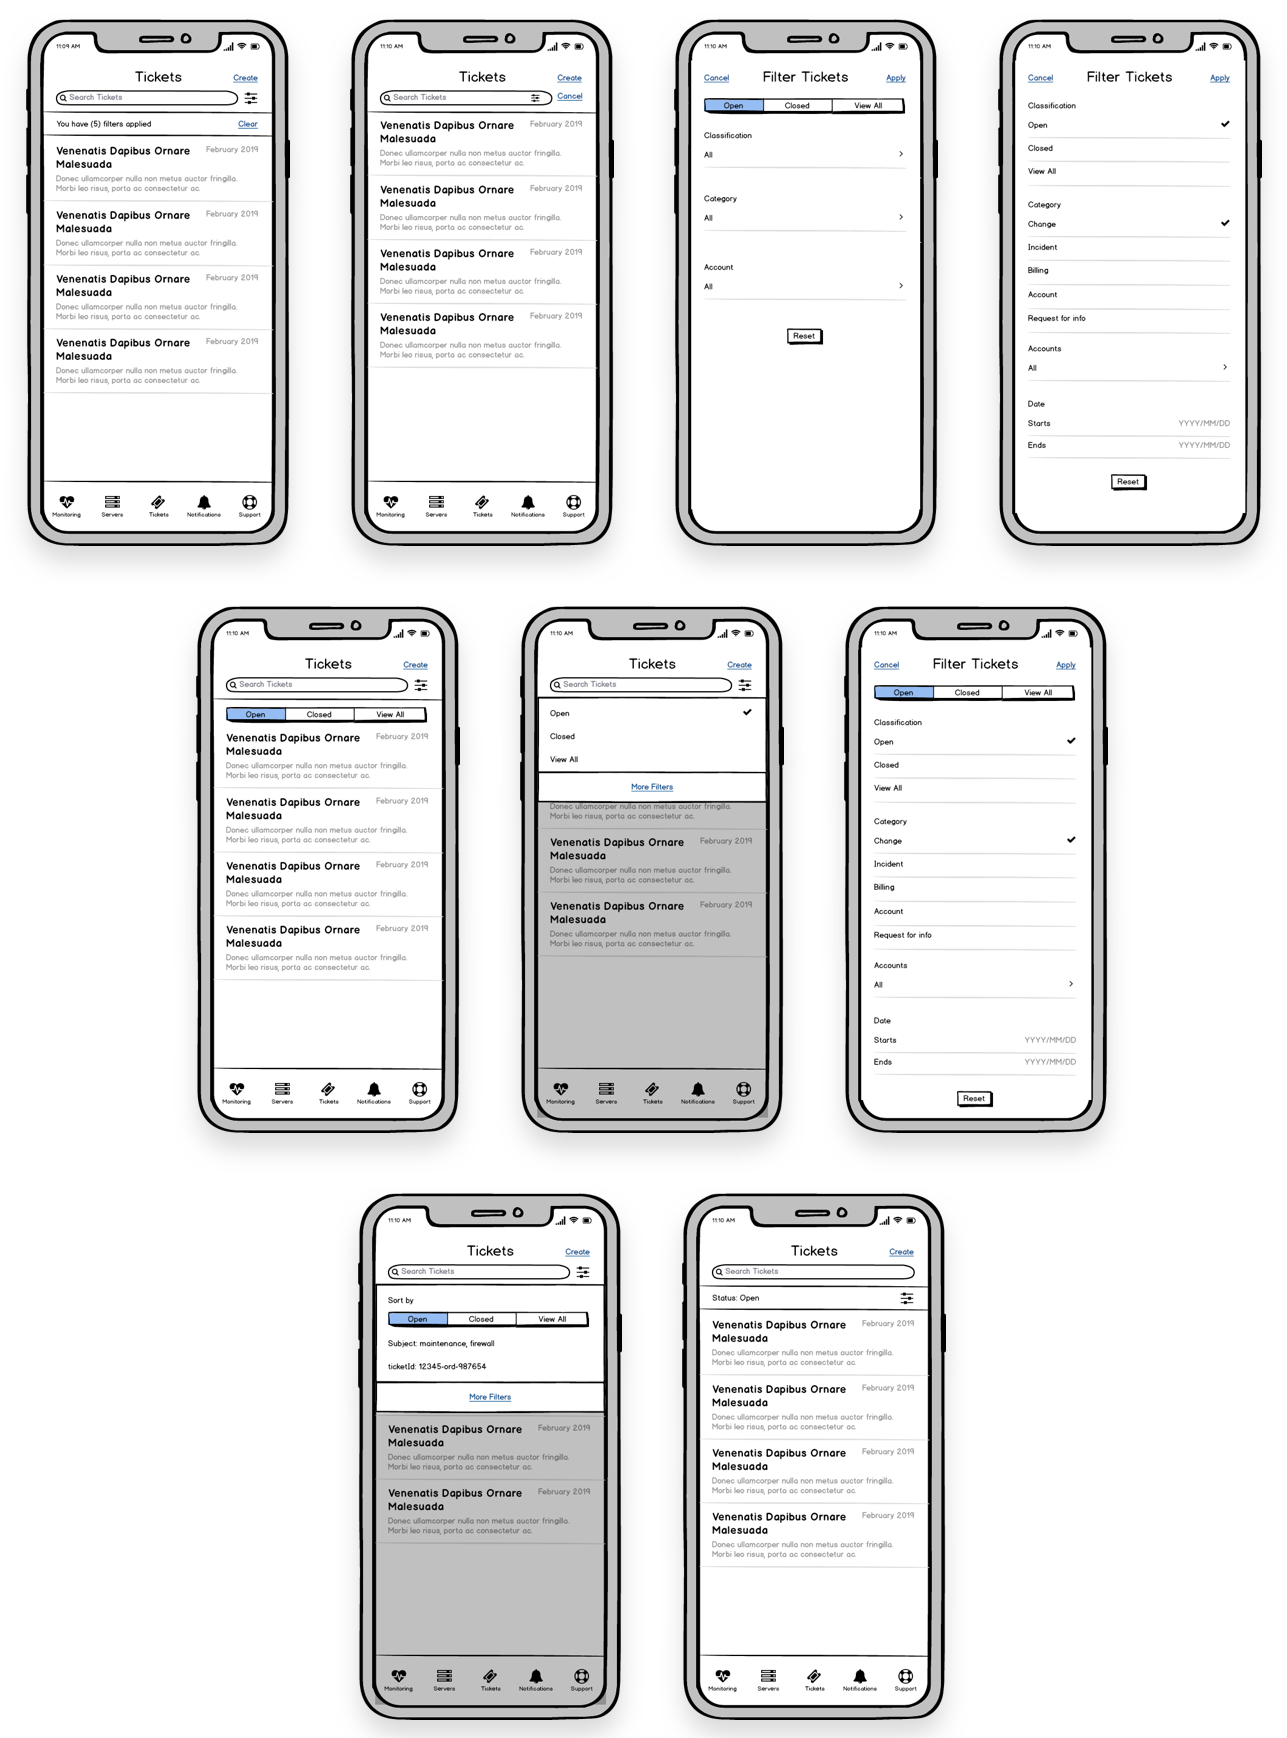 11:09 AM
Tickets
Create
Search Tickets
You have (5) filters applied
Clear
Venenatis Dapibus Ornare Malesuada
February 2019
Donec ullamcorper nulla non metus auctor fringilla.
Morbi leo risus, porta ac consectetur ac.
Venenatis Dapibus Ornare Malesuada
February 2019
Donec ullamcorper nulla non metus auctor fringilla.
Morbi leo risus, porta ac consectetur ac.
Venenatis Dapibus Ornare Malesuada
February 2019
Donec ullamcorper nulla non metus auctor fringilla.
Morbi leo risus, porta ac consectetur ac.
Venenatis Dapibus Ornare Malesuada
February 2019
Donec ullamcorper nulla non metus auctor fringilla.
Morbi leo risus, porta ac consectetur ac.
Monitoring
Servers
Tickets
Notifications
Support
11:10 AM
Tickets
Create
Search Tickets
Cancel
Venenatis Dapibus Ornare Malesuada
February 2019
Donec ullamcorper nulla non metus auctor fringilla.
Morbi leo risus, porta ac consectetur ac.
Venenatis Dapibus Ornare Malesuada
February 2019
Donec ullamcorper nulla non metus auctor fringilla.
Morbi leo risus, porta ac consectetur ac.
Venenatis Dapibus Ornare Malesuada
February 2019
Donec ullamcorper nulla non metus auctor fringilla.
Morbi leo risus, porta ac consectetur ac.
Venenatis Dapibus Ornare Malesuada
February 2019
Donec ullamcorper nulla non metus auctor fringilla.
Morbi leo risus, porta ac consectetur ac.
Monitoring
Servers
Tickets
Notifications
Support
11:10 AM
Cancel
Filter Tickets
Apply
Open
Closed
View All
Classification
All
Category
All
Account
All
Reset
11:10 AM
Cancel
Filter Tickets
Apply
Classification
Open
Closed
View All
Category
Change
Incident
Billing
Account
Request for info
Accounts
All
Date
Starts
YYYY/MM/DD
Ends
YYYY/MM/DD
Reset
11:10 AM
Tickets
Create
Search Tickets
Open
Closed
View All
Venenatis Dapibus Ornare Malesuada
February 2019
Donec ullamcorper nulla non metus auctor fringilla.
Morbi leo risus, porta ac consectetur ac.
Venenatis Dapibus Ornare Malesuada
February 2019
Donec ullamcorper nulla non metus auctor fringilla.
Morbi leo risus, porta ac consectetur ac.
Venenatis Dapibus Ornare Malesuada
February 2019
Donec ullamcorper nulla non metus auctor fringilla.
Morbi leo risus, porta ac consectetur ac.
Venenatis Dapibus Ornare Malesuada
February 2019
Donec ullamcorper nulla non metus auctor fringilla.
Morbi leo risus, porta ac consectetur ac.
Monitoring
Servers
Tickets
Notifications
Support
11:10 AM
Tickets
Create
Search Tickets
Open
Closed
View All
More Filters
Donec ullamcorper nulla non metus auctor fringilla.
Morbi leo risus, porta ac consectetur ac.
Venenatis Dapibus Ornare Malesuada
February 2019
Donec ullamcorper nulla non metus auctor fringilla.
Morbi leo risus, porta ac consectetur ac.
Venenatis Dapibus Ornare Malesuada
February 2019
Donec ullamcorper nulla non metus auctor fringilla.
Morbi leo risus, porta ac consectetur ac.
Monitoring
Servers
Tickets
Notifications
Support
11:10 AM
Cancel
Filter Tickets
Apply
Open
Closed
View All
Classification
Open
Closed
View All
Category
Change
Incident
Billing
Account
Request for info
Accounts
All
Date
Starts
YYYY/MM/DD
Ends
YYYY/MM/DD
Reset
11:10 AM
Tickets
Create
Search Tickets
Sort by
Open
Closed
View All
Subject: maintenance, firewall
ticketId: 12345-ord-987654
More Filters
Venenatis Dapibus Ornare Malesuada
February 2019
Donec ullamcorper nulla non metus auctor fringilla.
Morbi leo risus, porta ac consectetur ac.
Venenatis Dapibus Ornare Malesuada
February 2019
Donec ullamcorper nulla non metus auctor fringilla.
Morbi leo risus, porta ac consectetur ac.
Monitoring
Servers
Tickets
Notifications
Support
11:10 AM
Tickets
Create
Search Tickets
Status: Open
Venenatis Dapibus Ornare Malesuada
February 2019
Donec ullamcorper nulla non metus auctor fringilla.
Morbi leo risus, porta ac consectetur ac.
Venenatis Dapibus Ornare Malesuada
February 2019
Donec ullamcorper nulla non metus auctor fringilla.
Morbi leo risus, porta ac consectetur ac.
Venenatis Dapibus Ornare Malesuada
February 2019
Donec ullamcorper nulla non metus auctor fringilla.
Morbi leo risus, porta ac consectetur ac.
Venenatis Dapibus Ornare Malesuada
February 2019
Donec ullamcorper nulla non metus auctor fringilla.
Morbi leo risus, porta ac consectetur ac.
Monitoring
Servers
Tickets
Notifications
Support